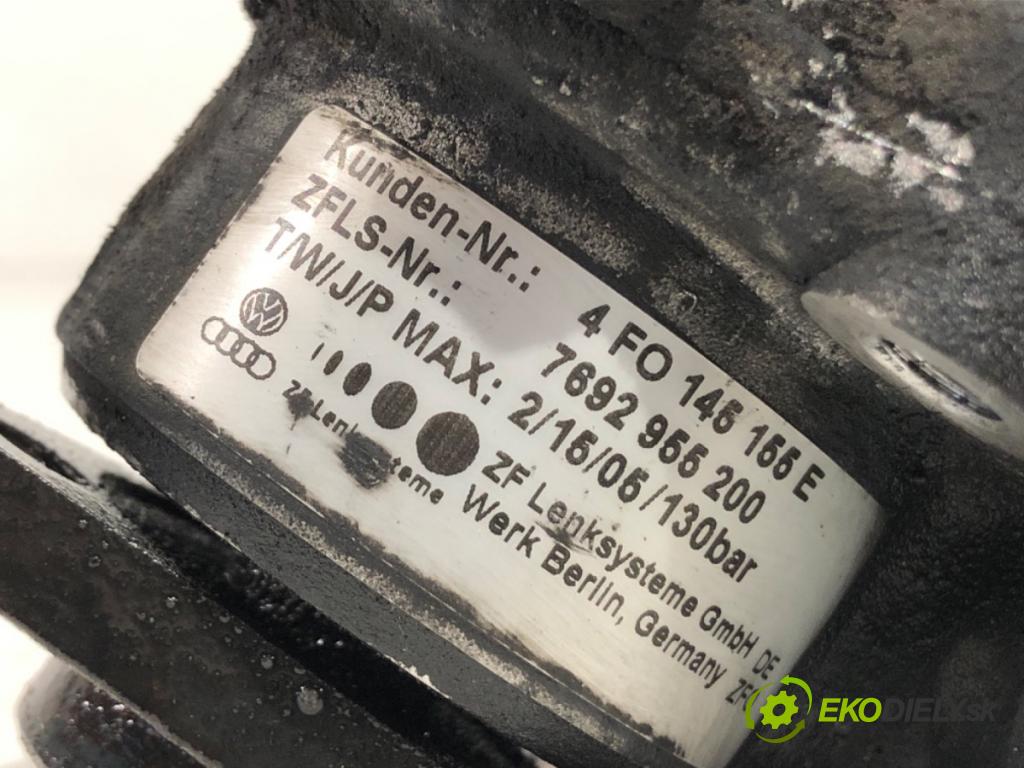 Kunden-Nr.: 4 FO 145 155 E
ZFLS-Nr.: 7692 955 200
T/W/J/P MAX: 2/15/05/130bar
ZF Lenksysteme
ZF Lenksysteme GmbH DE
Werk Berlin, Germany
EKODIELY.SK